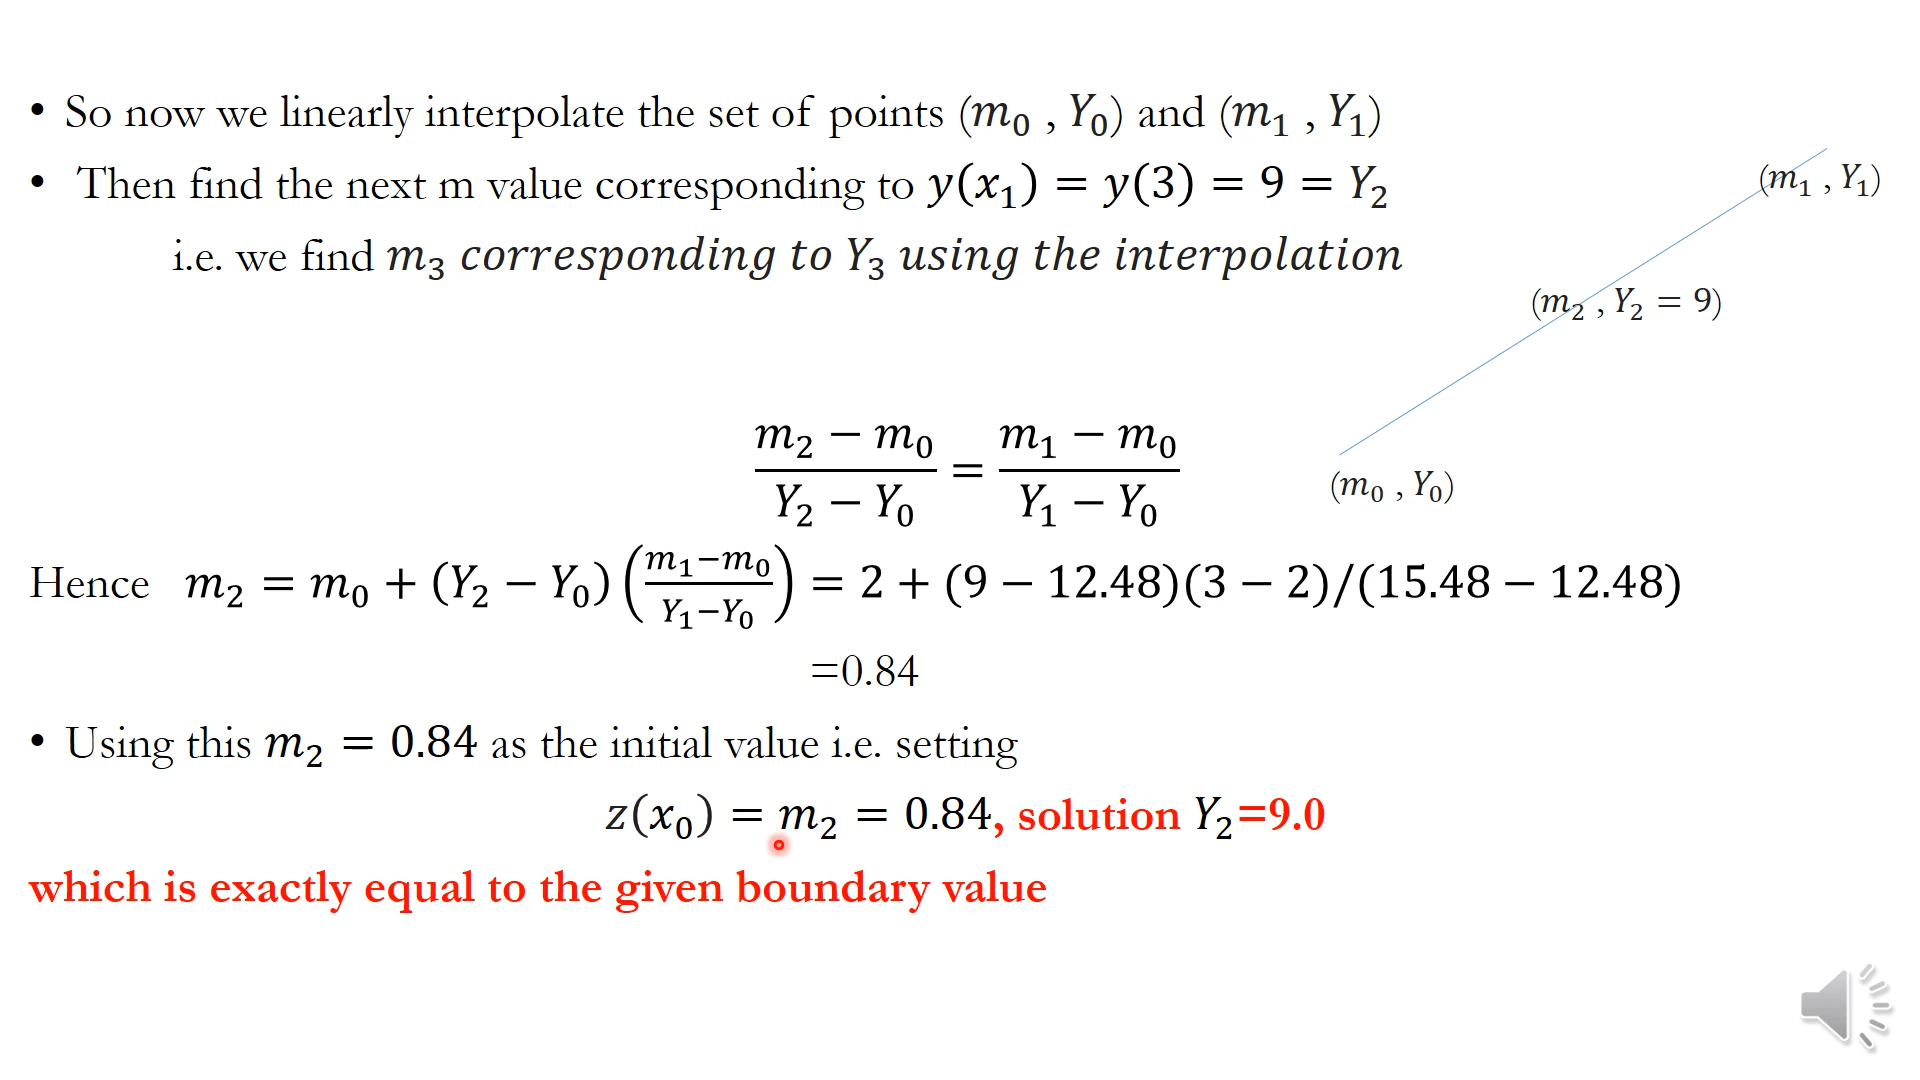 • So now we linearly interpolate the set of points (m₀ , Y₀) and (m₁ , Y₁)
• Then find the next m value corresponding to y(x₁) = y(3) = 9 = Y₂
i.e. we find m₃ corresponding to Y₃ using the interpolation
(m₁ , Y₁)
(m₂ , Y₂ = 9)
(m₀ , Y₀)
(m₂ − m₀)/(Y₂ − Y₀) = (m₁ − m₀)/(Y₁ − Y₀)
Hence m₂ = m₀ + (Y₂ − Y₀)((m₁−m₀)/(Y₁−Y₀)) = 2 + (9 − 12.48)(3 − 2)/(15.48 − 12.48)
=0.84
• Using this m₂ = 0.84 as the initial value i.e. setting
z(x₀) = m₂ = 0.84, solution Y₂=9.0
which is exactly equal to the given boundary value